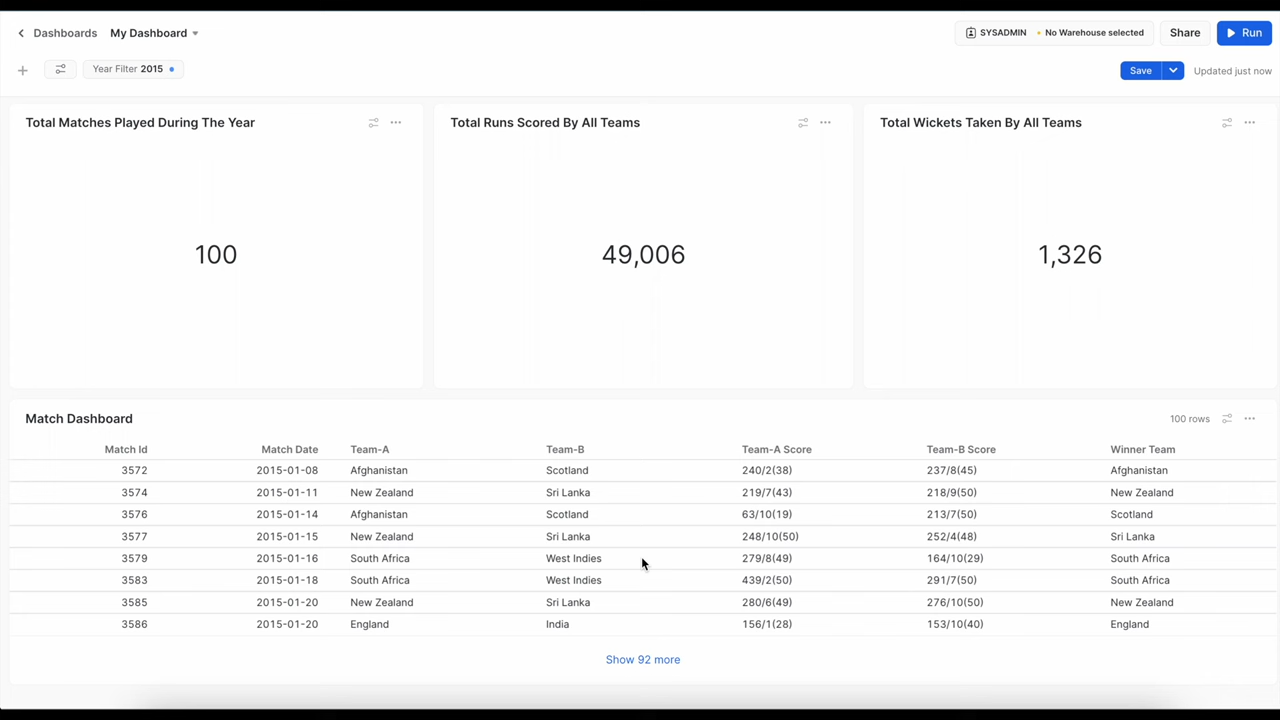 Dashboards My Dashboard SYSADMIN No Warehouse selected Share Run
Year Filter 2015 Save Updated just now
Total Matches Played During The Year Total Runs Scored By All Teams Total Wickets Taken By All Teams
100 49,006 1,326
Match Dashboard 100 rows
Match Id Match Date Team-A Team-B Team-A Score Team-B Score Winner Team
3572 2015-01-08 Afghanistan Scotland 240/2(38) 237/8(45) Afghanistan
3574 2015-01-11 New Zealand Sri Lanka 219/7(43) 218/9(50) New Zealand
3576 2015-01-14 Afghanistan Scotland 63/10(19) 213/7(50) Scotland
3577 2015-01-15 New Zealand Sri Lanka 248/10(50) 252/4(48) Sri Lanka
3579 2015-01-16 South Africa West Indies 279/8(49) 164/10(29) South Africa
3583 2015-01-18 South Africa West Indies 439/2(50) 291/7(50) South Africa
3585 2015-01-20 New Zealand Sri Lanka 280/6(49) 276/10(50) New Zealand
3586 2015-01-20 England India 156/1(28) 153/10(40) England
Show 92 more